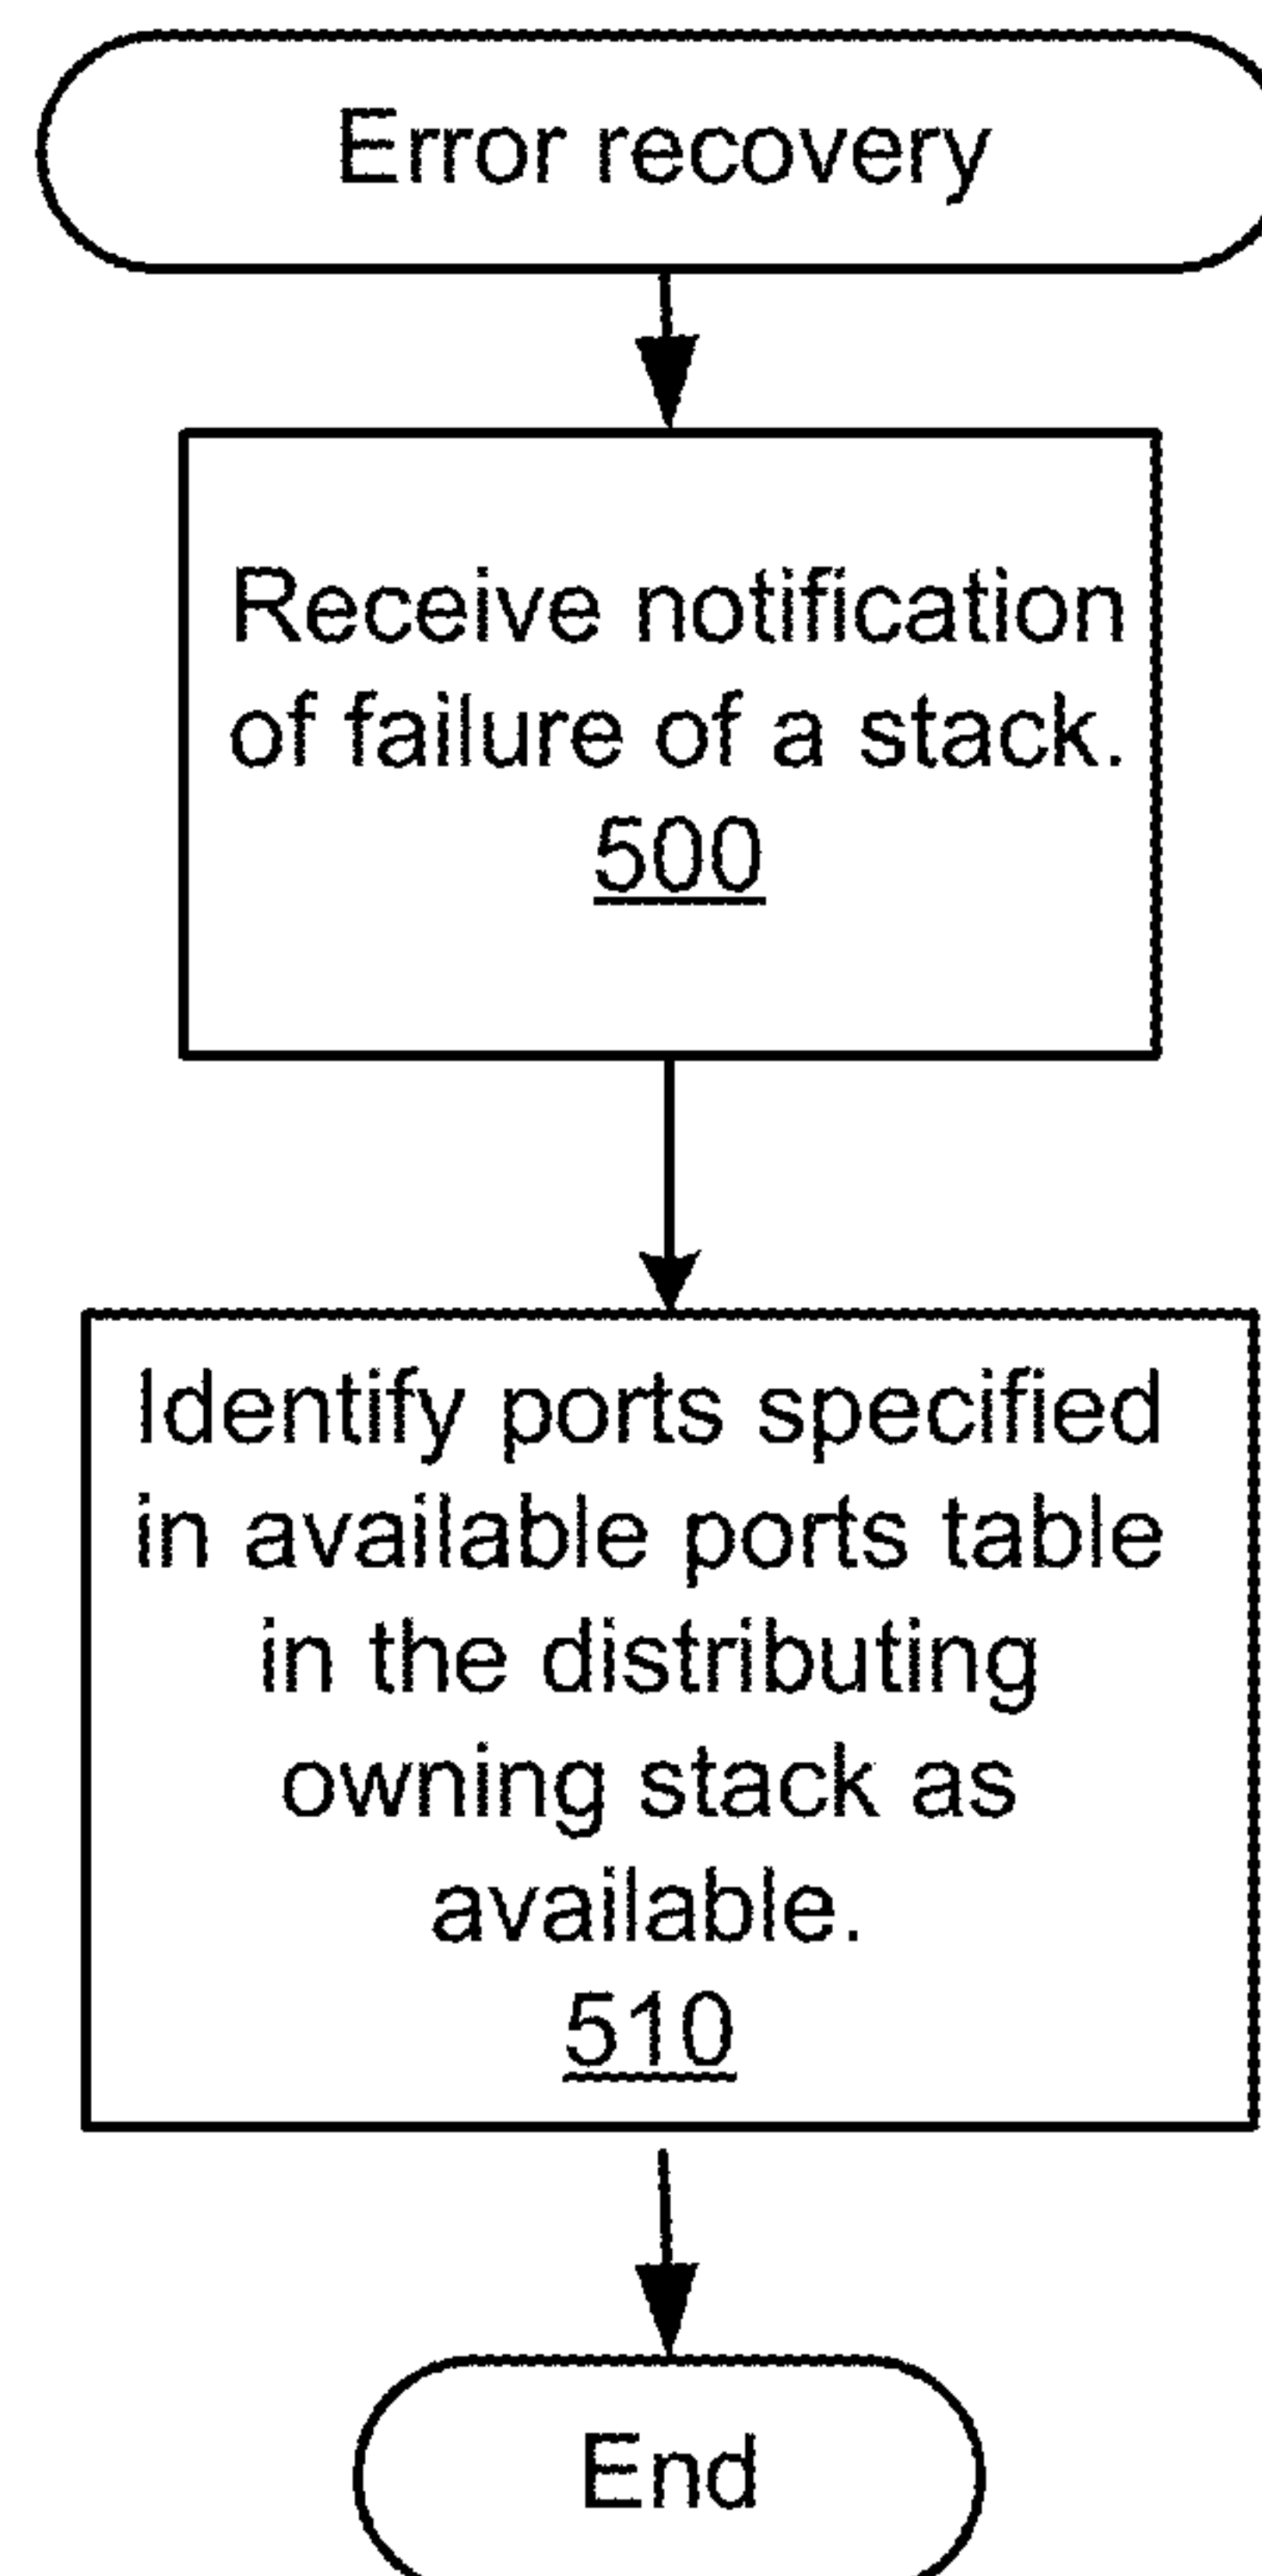 Error recovery
Receive notification
of failure of a stack.
500
Identify ports specified
in available ports table
in the distributing
owning stack as
available.
510
End